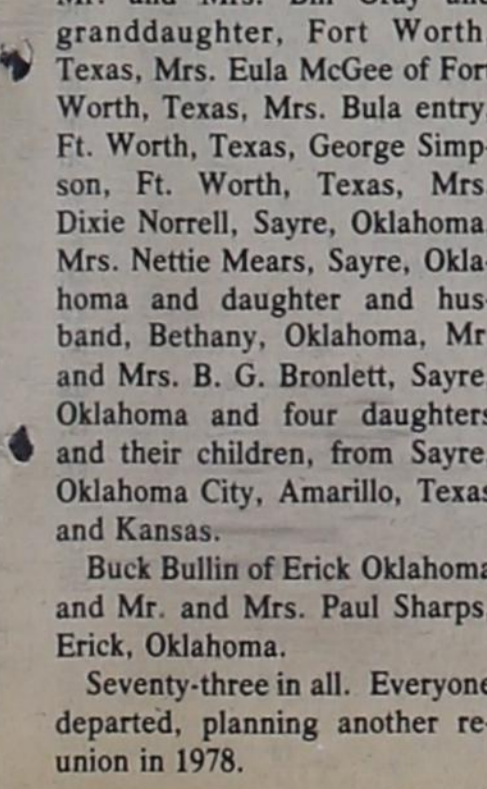 granddaughter, Fort Worth
Texas, Mrs. Eula McGee of Fort
Worth, Texas, Mrs. Bula entry
Ft. Worth, Texas, George Simp-
son, Ft. Worth, Texas, Mrs
Dixie Norrell, Sayre, Oklahoma
Mrs. Nettie Mears, Sayre, Okla-
homa and daughter and hus-
band, Bethany, Oklahoma, Mr
and Mrs. B. G. Bronlett, Sayre
Oklahoma and four daughters
and their children, from Sayre
Oklahoma City, Amarillo, Texas
and Kansas.
Buck Bullin of Erick Oklahoma
and Mr. and Mrs. Paul Sharps
Erick, Oklahoma.
Seventy-three in all. Everyone
departed, planning another re-
union in 1978.